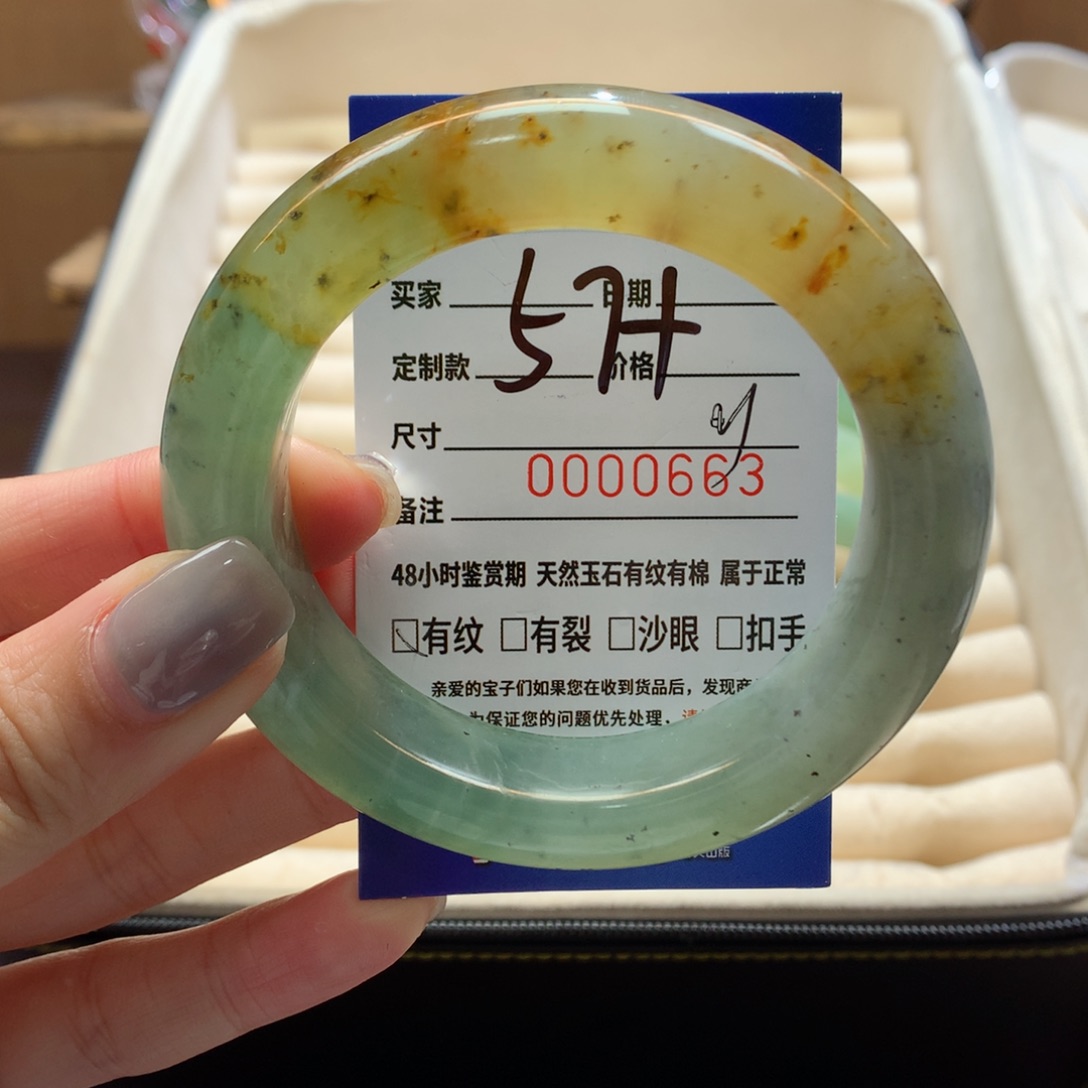 买家 日期
定制款 价格
尺寸
0000663
备注
48小时鉴赏期 天然玉石有纹有棉 属于正常
有纹 有裂 沙眼 扣手
亲爱的宝子们如果您在收到货品后，发现商
为保证您的问题优先处理，请